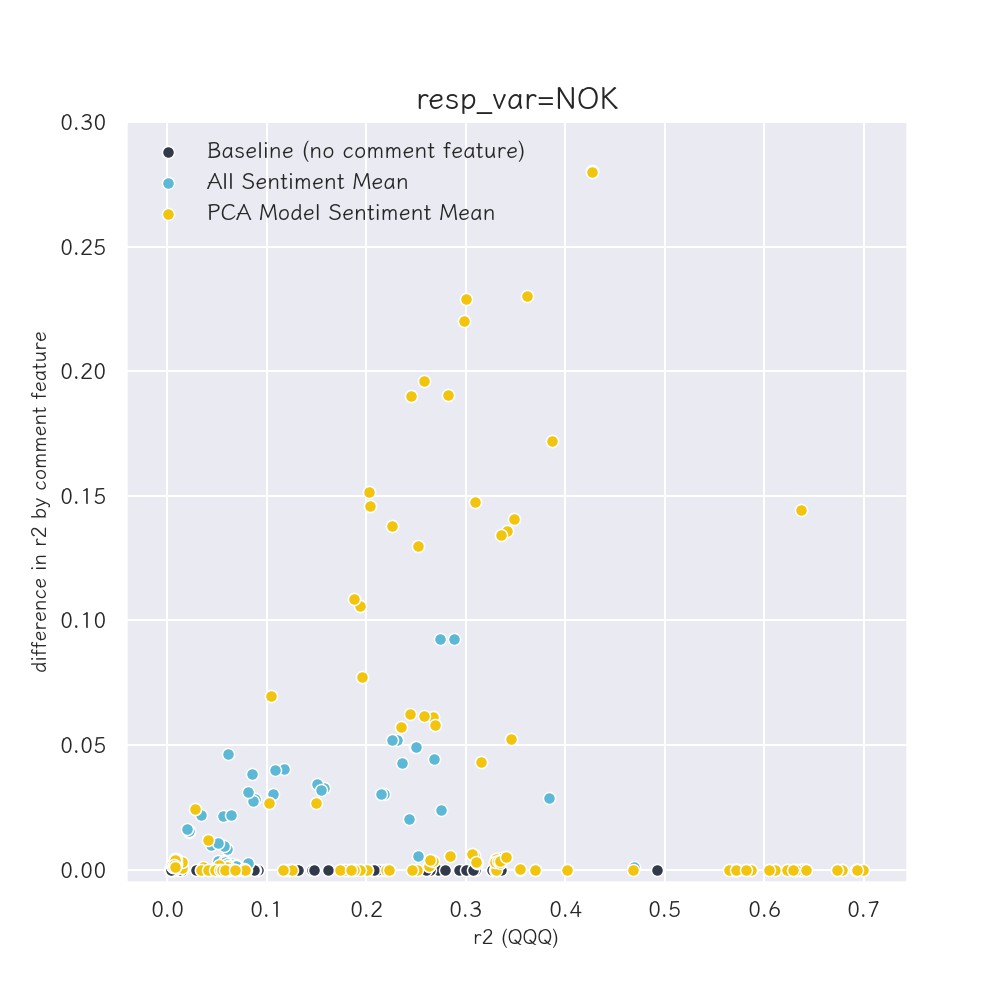 resp_var=NOK
0.30
0.25
0.20
0.15
0.10
0.05
0.00
Baseline (no comment feature)
All Sentiment Mean
PCA Model Sentiment Mean
difference in r2 by comment feature
0.0 0.1 0.2 0.3 0.4 0.5 0.6 0.7
r2 (QQQ)